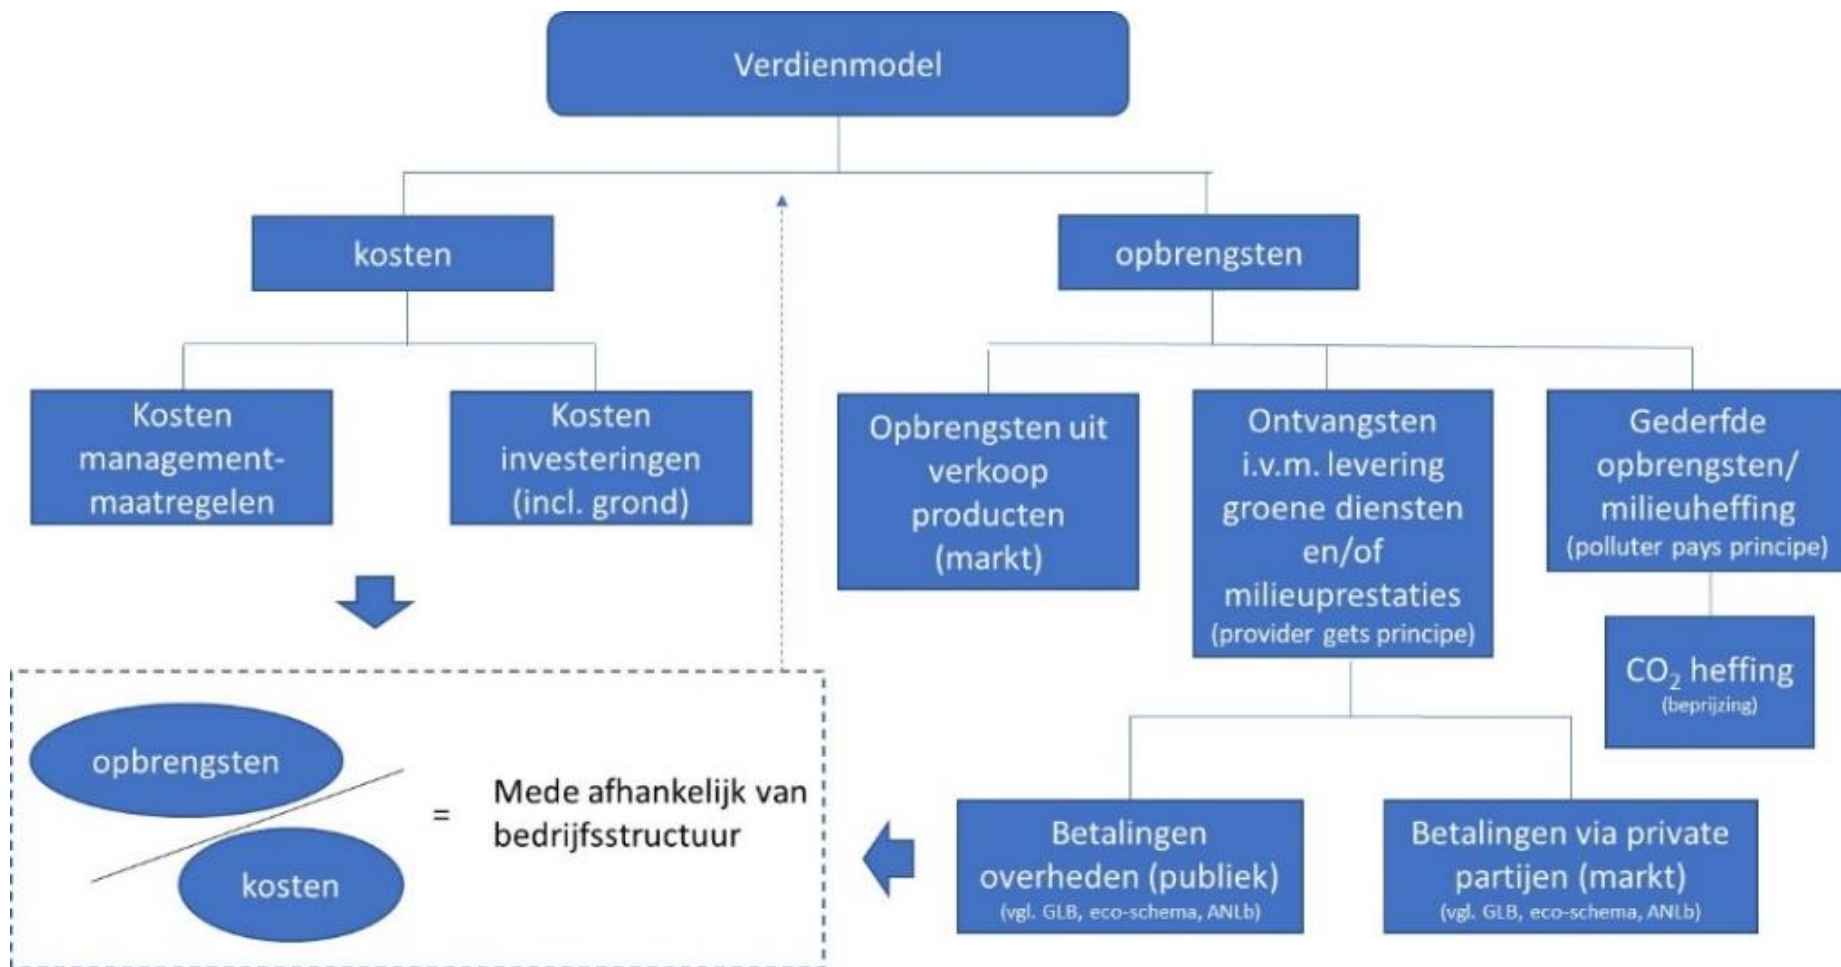 Verdienmodel
kosten
opbrengsten
Kosten
management-
maatregelen
Kosten
investeringen
(incl. grond)
Opbrengsten uit
verkoop
producten
(markt)
Ontvangsten
i.v.m. levering
groene diensten
en/of
milieuprestaties
(provider gets principe)
Gederfde
opbrengsten/
milieuheffing
(polluter pays principe)
CO₂ heffing
(beprijzing)
opbrengsten
kosten
=
Mede afhankelijk van
bedrijfsstructuur
Betalingen
overheden (publiek)
(vgl. GLB, eco-schema, ANLb)
Betalingen via private
partijen (markt)
(vgl. GLB, eco-schema, ANLb)